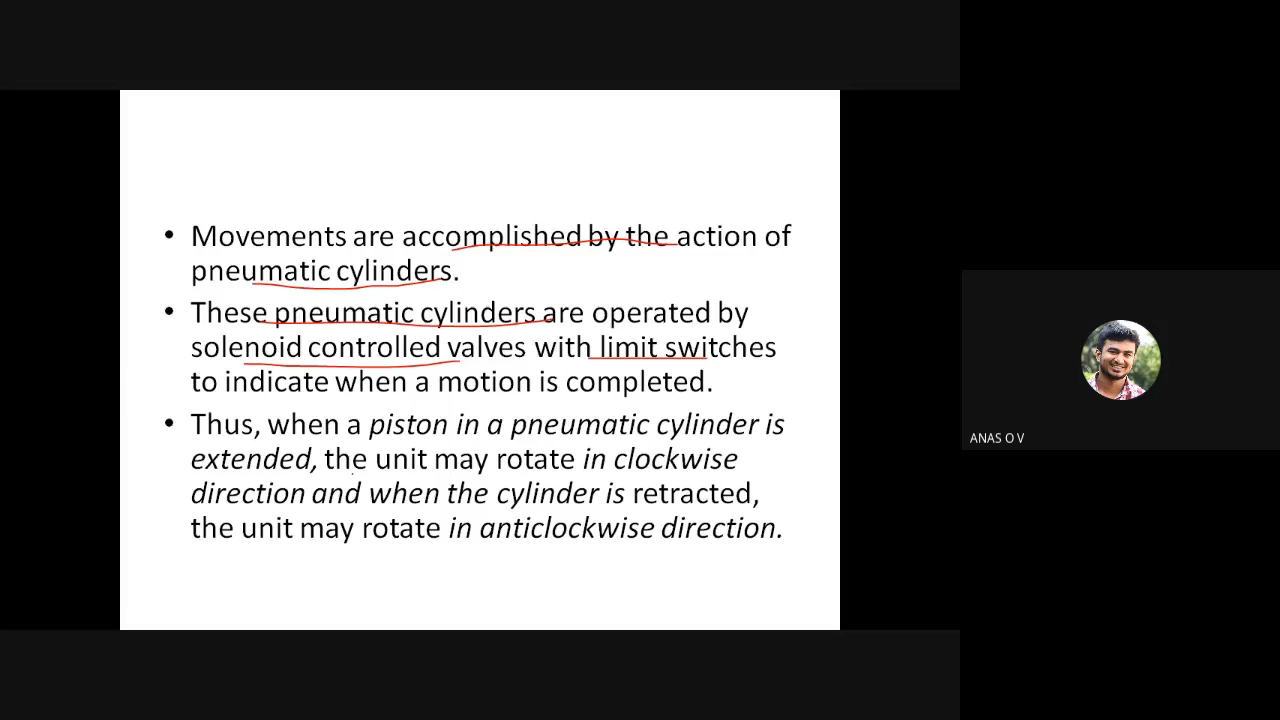 • Movements are accomplished by the action of
pneumatic cylinders.
• These pneumatic cylinders are operated by
solenoid controlled valves with limit switches
to indicate when a motion is completed.
• Thus, when a piston in a pneumatic cylinder is
extended, the unit may rotate in clockwise
direction and when the cylinder is retracted,
the unit may rotate in anticlockwise direction.
ANAS O V